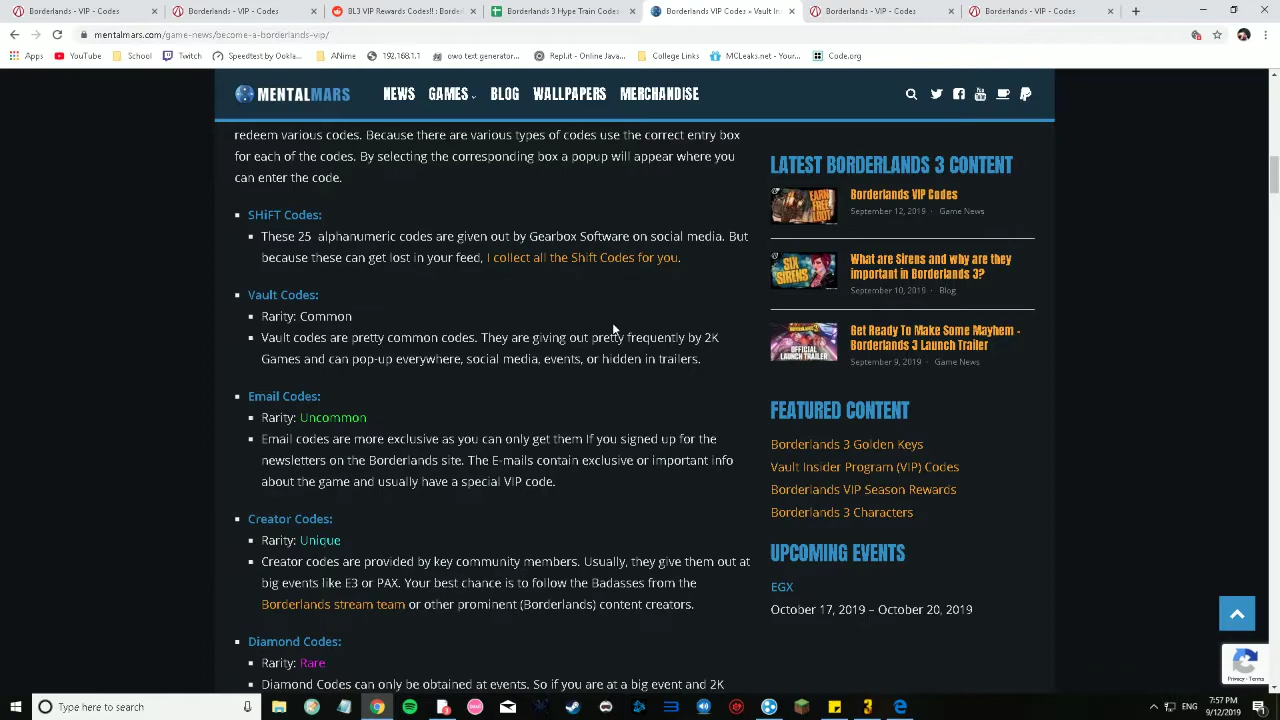 Borderlands - VIP - Codes
Borderlands - VIP - Codes
BL3 VIP Rewards Codes!! : Borderl
Borderlands 3 Hype Train Codes
Borderlands VIP Codes » Vault Ins
Borderlands - VIP - Codes
Borderlands - VIP - Codes
mentalmars.com/game-news/become-a-borderlands-vip/
Apps
YouTube
School
Twitch
Speedtest by Ookla -
ANime
192.168.1.1
owo text generator...
Rep.it - Online Java...
College Links
MCLeaks.net - Your...
Code.org
MENTALMARS
NEWS
GAMES
BLOG
WALLPAPERS
MERCHANDISE
redeem various codes. Because there are various types of codes use the correct entry box
for each of the codes. By selecting the corresponding box a popup will appear where you
can enter the code.
SHiFT Codes:
These 25 alphanumeric codes are given out by Gearbox Software on social media. But
because these can get lost in your feed, I collect all the Shift Codes for you.
Vault Codes:
Rarity: Common
Vault codes are pretty common codes. They are giving out pretty frequently by 2K
Games and can pop-up everywhere, social media, events, or hidden in trailers.
Email Codes:
Rarity: Uncommon
Email codes are more exclusive as you can only get them If you signed up for the
newsletters on the Borderlands site. The E-mails contain exclusive or important info
about the game and usually have a special VIP code.
Creator Codes:
Rarity: Unique
Creator codes are provided by key community members. Usually, they give them out at
big events like E3 or PAX. Your best chance is to follow the Badasses from the
Borderlands stream team or other prominent (Borderlands) content creators.
Diamond Codes:
Rarity: Rare
Diamond Codes can only be obtained at events. So if you are at a big event and 2K
LATEST BORDERLANDS 3 CONTENT
EARN FREE LOOT
Borderlands VIP Codes
September 12, 2019 · Game News
SIX SIRENS
What are Sirens and why are they
important in Borderlands 3?
September 10, 2019 · Blog
OFFICIAL LAUNCH TRAILER
Get Ready To Make Some Mayhem –
Borderlands 3 Launch Trailer
September 9, 2019 · Game News
FEATURED CONTENT
Borderlands 3 Golden Keys
Vault Insider Program (VIP) Codes
Borderlands VIP Season Rewards
Borderlands 3 Characters
UPCOMING EVENTS
EGX
October 17, 2019 – October 20, 2019
Privacy - Terms
Type here to search
ENG
7:57 PM
9/12/2019